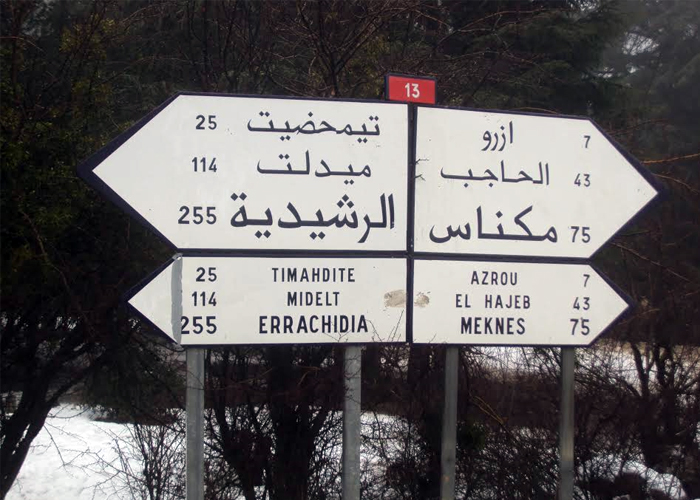 13
25 تيمحضيت
114 ميدلت
255 الرشيدية
ازرو 7
الحاجب 43
مكناس 75
25 TIMAHDITE
114 MIDELT
255 ERRACHIDIA
AZROU 7
EL HAJEB 43
MEKNES 75